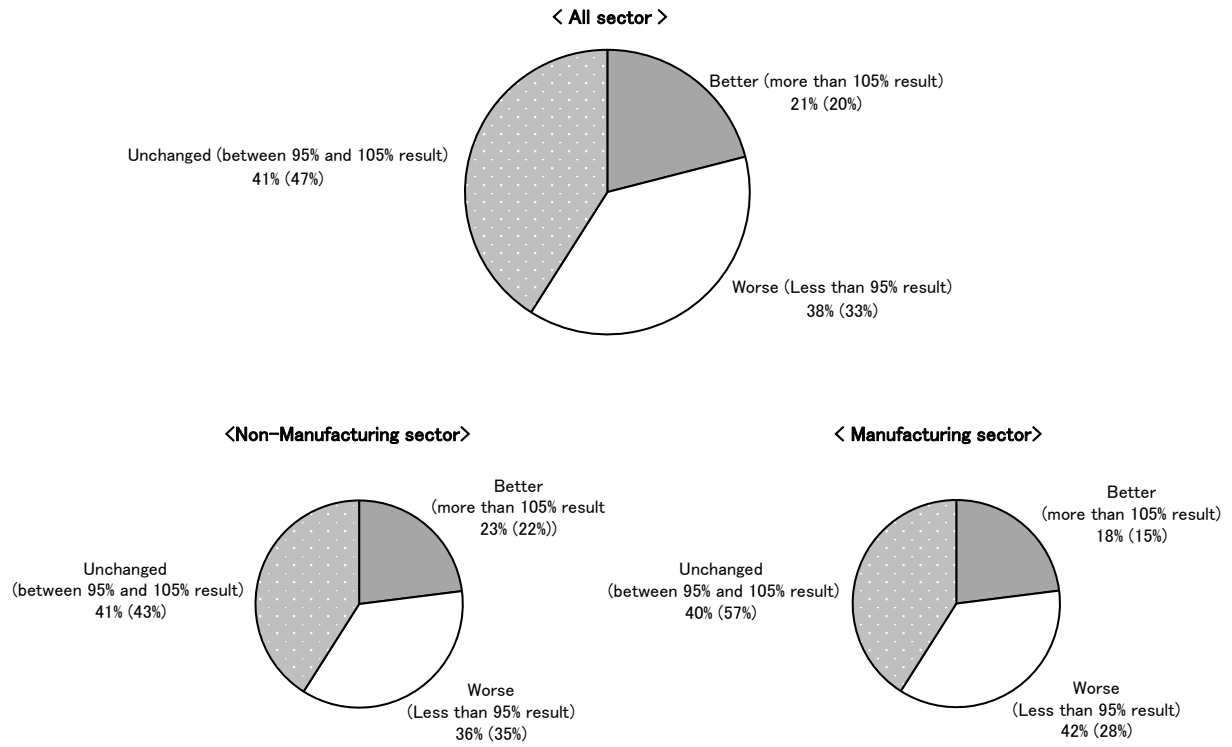 < All sector >
Better (more than 105% result)
21% (20%)
Unchanged (between 95% and 105% result)
41% (47%)
Worse (Less than 95% result)
38% (33%)
<Non-Manufacturing sector>
Better
(more than 105% result
23% (22%))
Unchanged
(between 95% and 105% result)
41% (43%)
Worse
(Less than 95% result)
36% (35%)
< Manufacturing sector>
Better
(more than 105% result)
18% (15%)
Unchanged
(between 95% and 105% result)
40% (57%)
Worse
(Less than 95% result)
42% (28%)